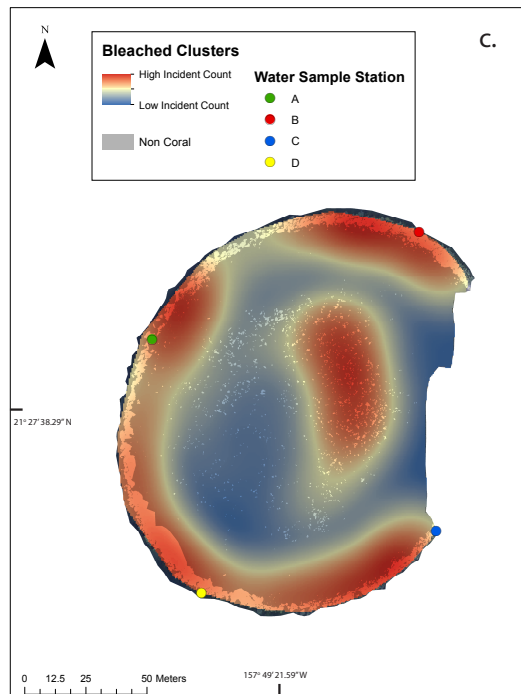 N
C.
Bleached Clusters
High Incident Count
Low Incident Count
Non Coral
Water Sample Station
A
B
C
D
21° 27'38.29"N
0 12.5 25 50 Meters
157° 49'21.59"W